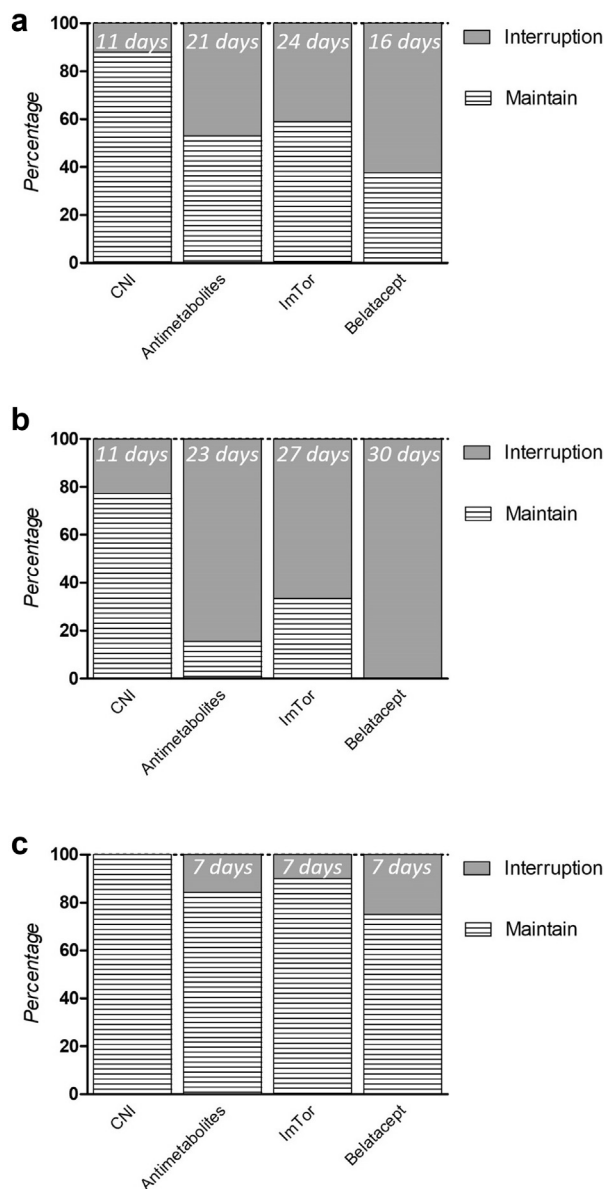 a
100
80
60
40
20
0
Percentage
11 days
21 days
24 days
16 days
CNI
Antimetabolites
ImTor
Belatacept
Interruption
Maintain
b
100
80
60
40
20
0
Percentage
11 days
23 days
27 days
30 days
CNI
Antimetabolites
ImTor
Belatacept
Interruption
Maintain
c
100
80
60
40
20
0
Percentage
7 days
7 days
7 days
CNI
Antimetabolites
ImTor
Belatacept
Interruption
Maintain